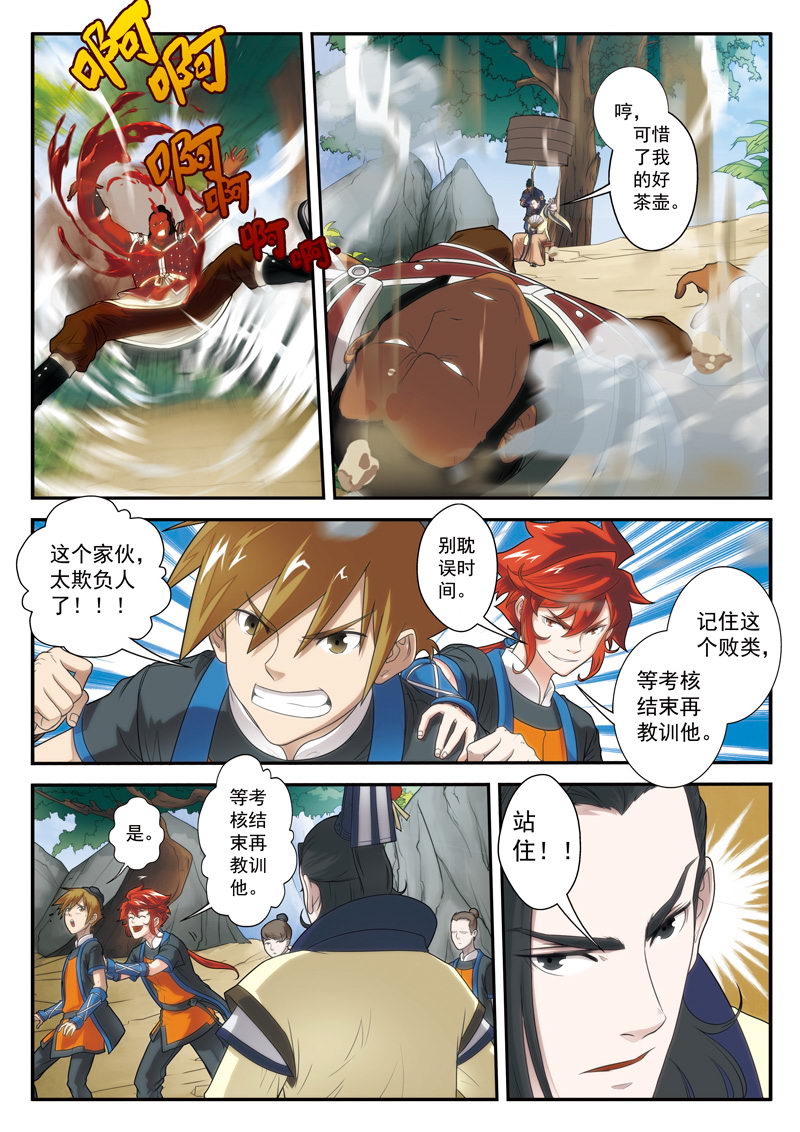 啊
啊
啊
啊
啊
啊.
哼，
可惜
了我
的好
茶壶。
这个家伙，
太欺负人
了！！！
别耽
误时
间。
记住这
个败类，
等考核
结束再
教训他。
是。
等考
核结
束再
教训
他。
站
住！！